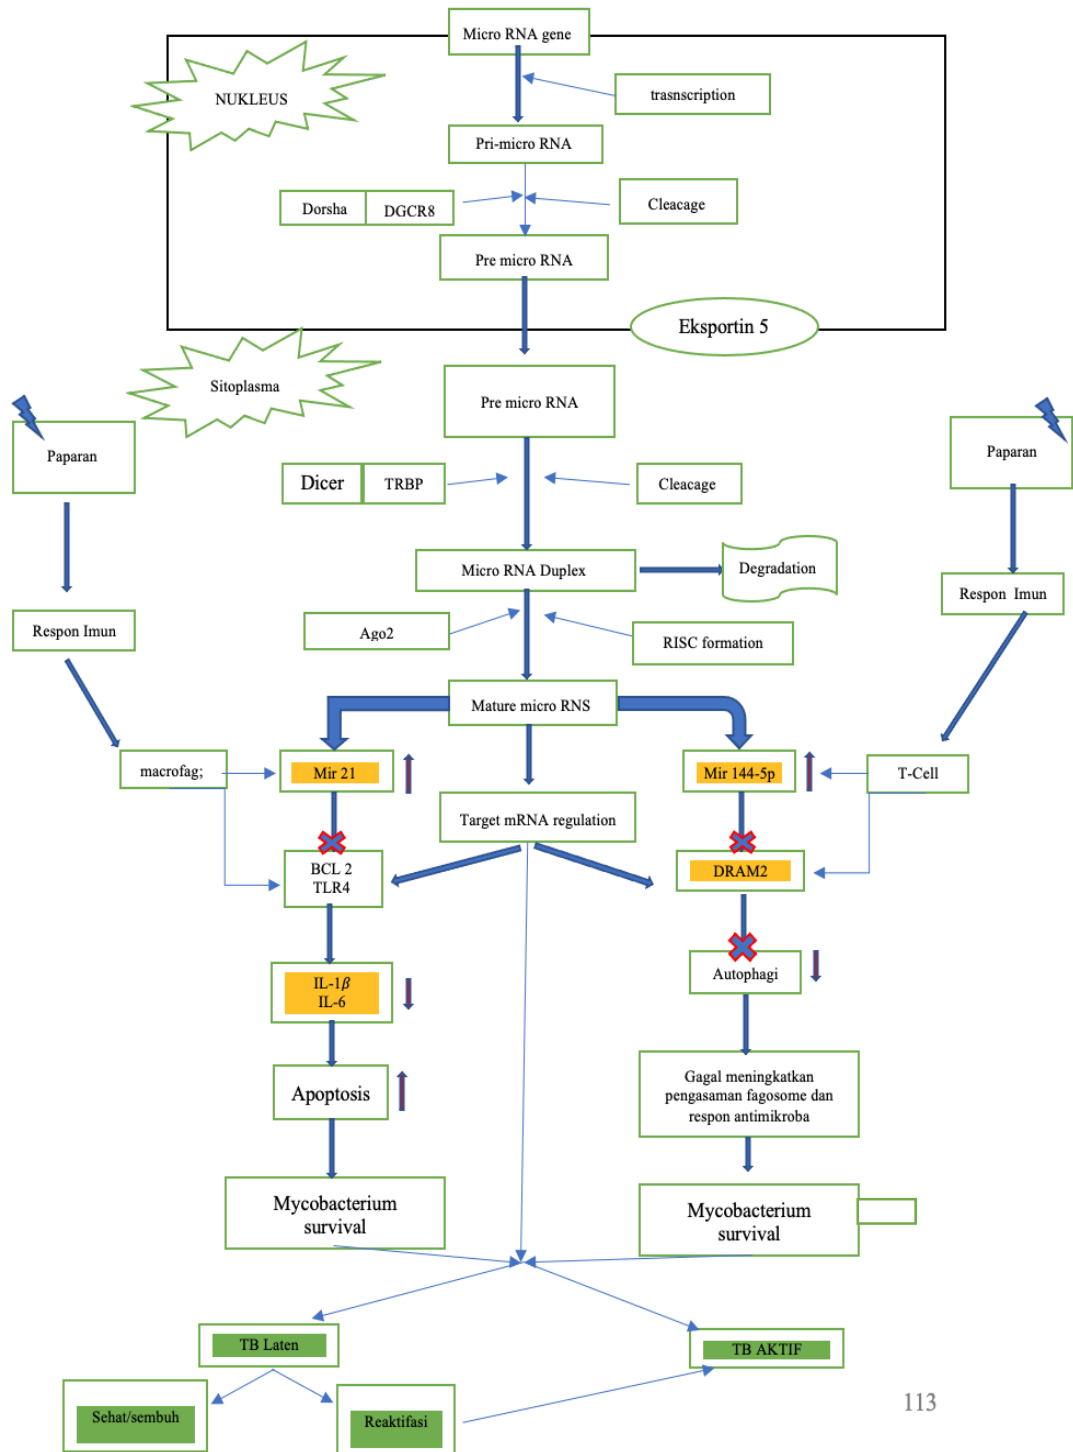 Micro RNA gene
NUKLEUS
trasnscription
Pri-micro RNA
Dorsha
DGCR8
Cleacage
Pre micro RNA
Eksportin 5
Sitoplasma
Pre micro RNA
Paparan
Paparan
Dicer
TRBP
Cleacage
Micro RNA Duplex
Degradation
Respon Imun
Respon Imun
Ago2
RISC formation
Mature micro RNS
macrofag;
Mir 21
Mir 144-5p
T-Cell
Target mRNA regulation
BCL 2
TLR4
DRAM2
IL-1β
IL-6
Autophagi
Apoptosis
Gagal meningkatkan
pengasaman fagosome dan
respon antimikroba
Mycobacterium
survival
Mycobacterium
survival
TB Laten
TB AKTIF
Sehat/sembuh
Reaktifasi
113